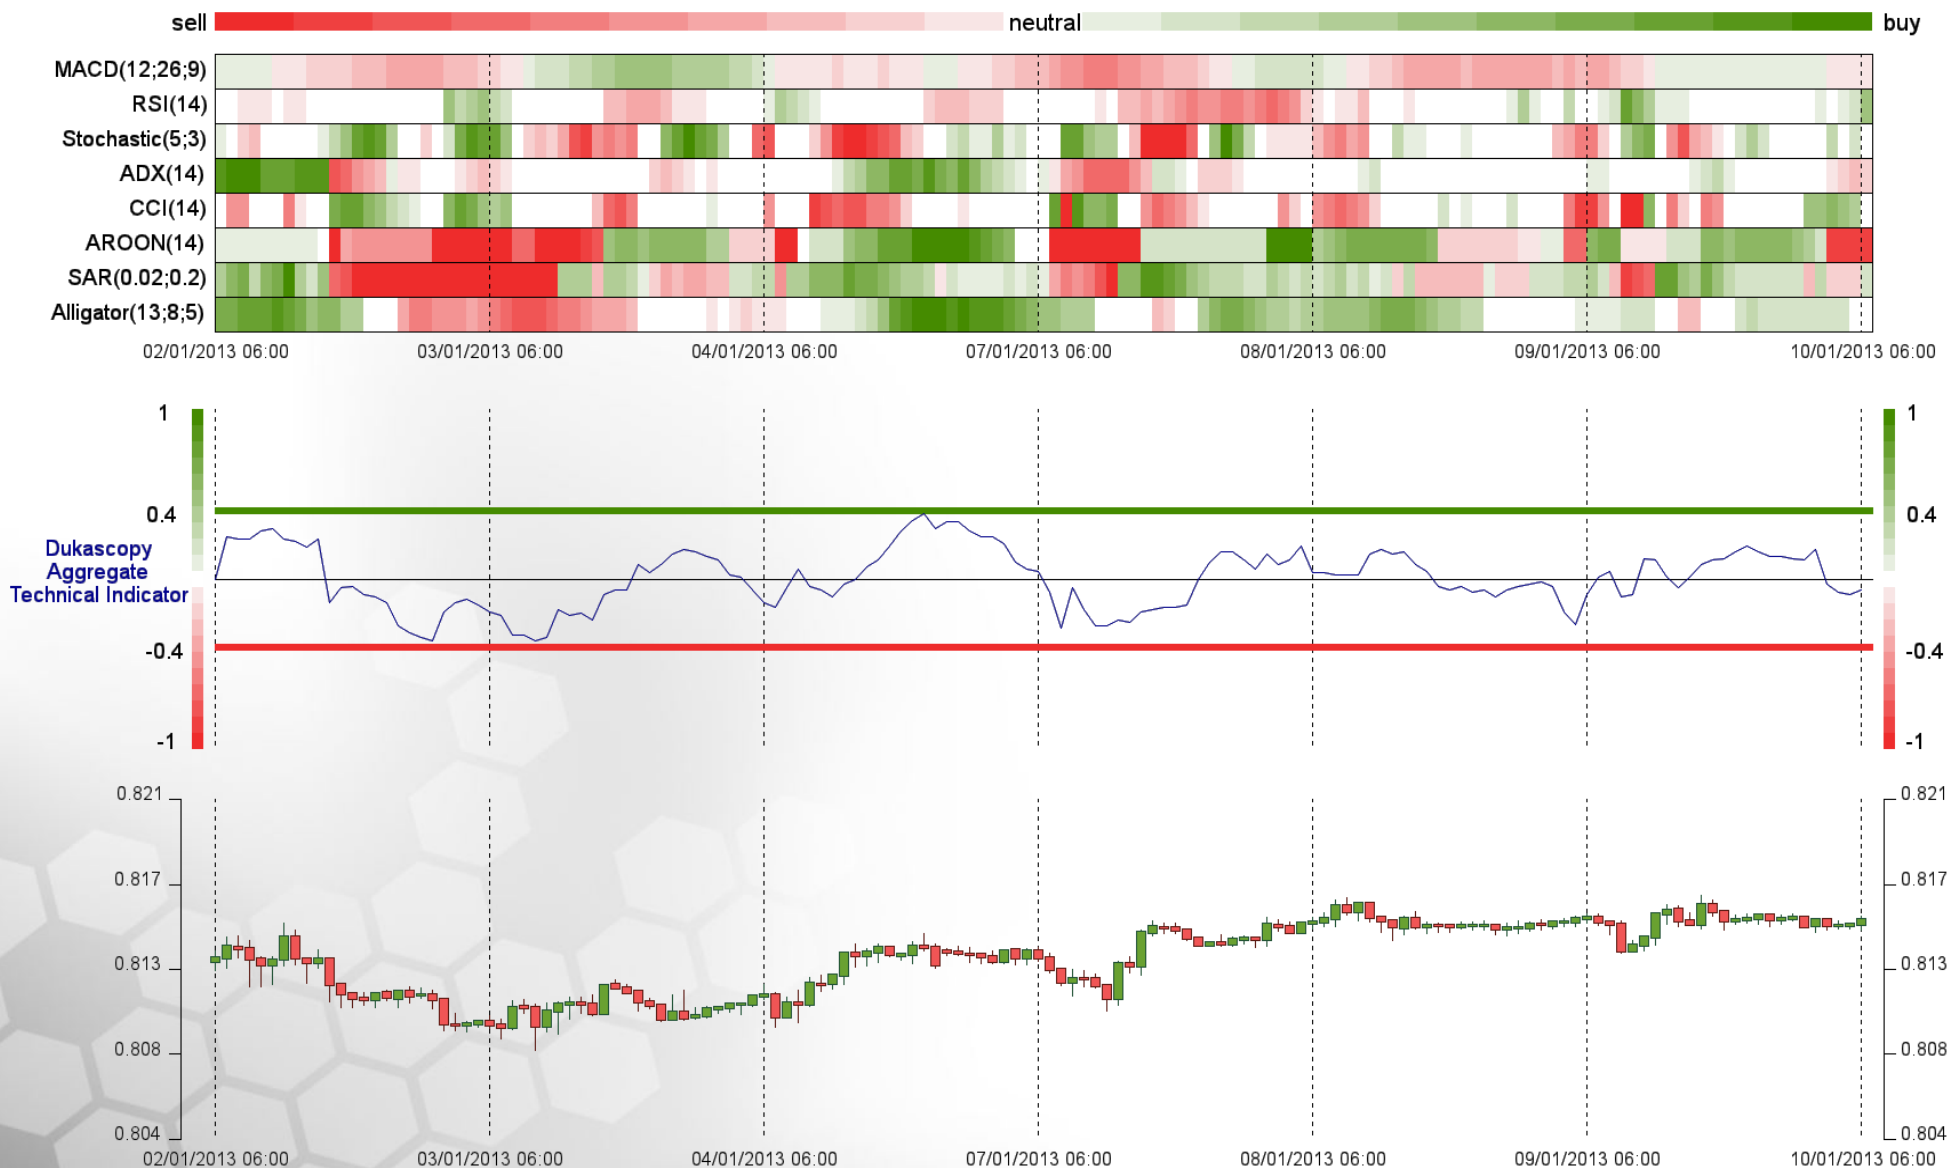 sell neutral buy
MACD(12;26;9)
RSI(14)
Stochastic(5;3)
ADX(14)
CCI(14)
AROON(14)
SAR(0.02;0.2)
Alligator(13;8;5)
02/01/2013 06:00 03/01/2013 06:00 04/01/2013 06:00 07/01/2013 06:00 08/01/2013 06:00 09/01/2013 06:00 10/01/2013 06:00
1 1
0.4 0.4
Dukascopy
Aggregate
Technical Indicator
-0.4 -0.4
-1 -1
0.821 0.821
0.817 0.817
0.813 0.813
0.808 0.808
0.804 0.804
02/01/2013 06:00 03/01/2013 06:00 04/01/2013 06:00 07/01/2013 06:00 08/01/2013 06:00 09/01/2013 06:00 10/01/2013 06:00